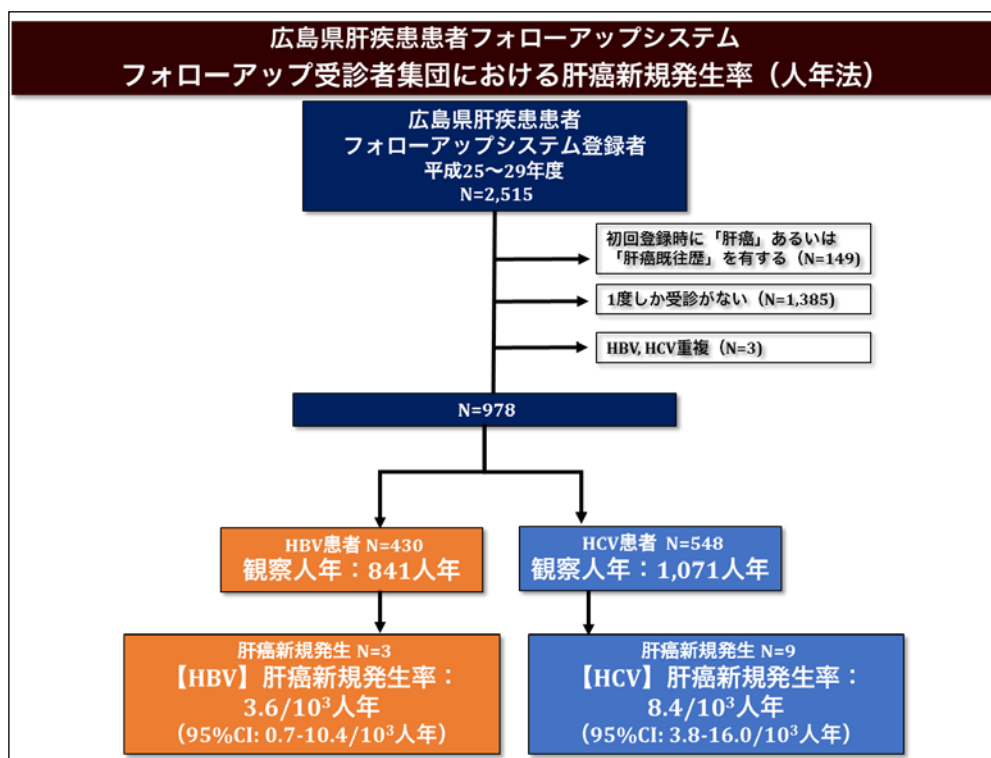 広島県肝疾患患者フォローアップシステム
フォローアップ受診者集団における肝癌新規発生率（人年法）
広島県肝疾患患者
フォローアップシステム登録者
平成25～29年度
N=2,515
初回登録時に「肝癌」あるいは
「肝癌既往歴」を有する（N=149）
1度しか受診がない（N=1,385）
HBV, HCV重複（N=3）
N=978
HBV患者 N=430
観察人年：841人年
HCV患者 N=548
観察人年：1,071人年
肝癌新規発生 N=3
【HBV】肝癌新規発生率：
3.6/10³人年
（95%CI: 0.7-10.4/10³人年）
肝癌新規発生 N=9
【HCV】肝癌新規発生率：
8.4/10³人年
（95%CI: 3.8-16.0/10³人年）